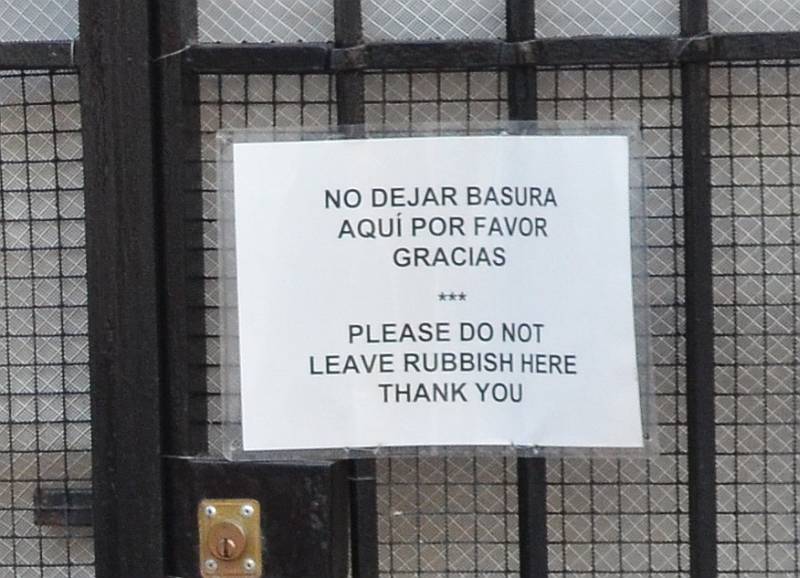 NO DEJAR BASURA
AQUÍ POR FAVOR
GRACIAS
***
PLEASE DO NOT
LEAVE RUBBISH HERE
THANK YOU